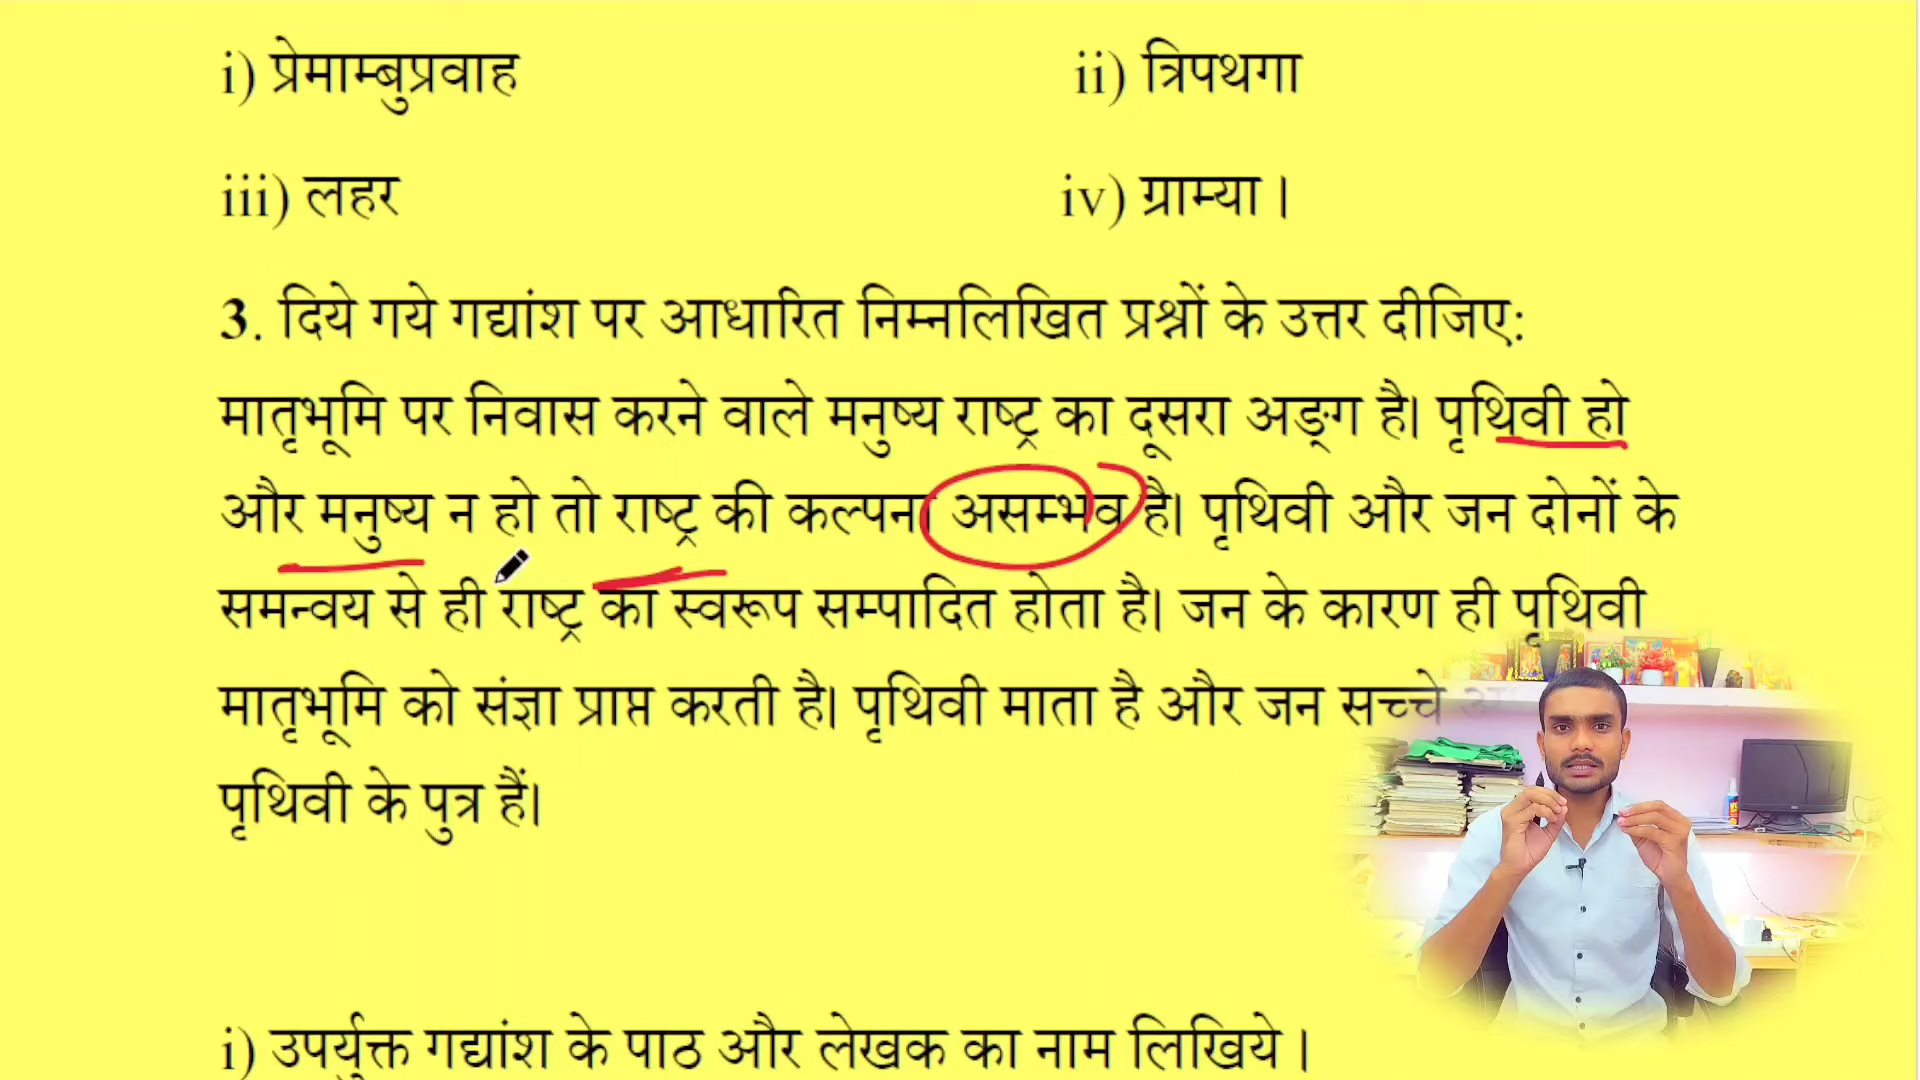 i) प्रेमाम्बुप्रवाह ii) त्रिपथगा
iii) लहर iv) ग्राम्या।
3. दिये गये गद्यांश पर आधारित निम्नलिखित प्रश्नों के उत्तर दीजिए:
मातृभूमि पर निवास करने वाले मनुष्य राष्ट्र का दूसरा अङ्ग है। पृथिवी हो
और मनुष्य न हो तो राष्ट्र की कल्पना असम्भव है। पृथिवी और जन दोनों के
समन्वय से ही राष्ट्र का स्वरूप सम्पादित होता है। जन के कारण ही पृथिवी
मातृभूमि को संज्ञा प्राप्त करती है। पृथिवी माता है और जन सच्चे
पृथिवी के पुत्र हैं।
i) उपर्युक्त गद्यांश के पाठ और लेखक का नाम लिखिये।